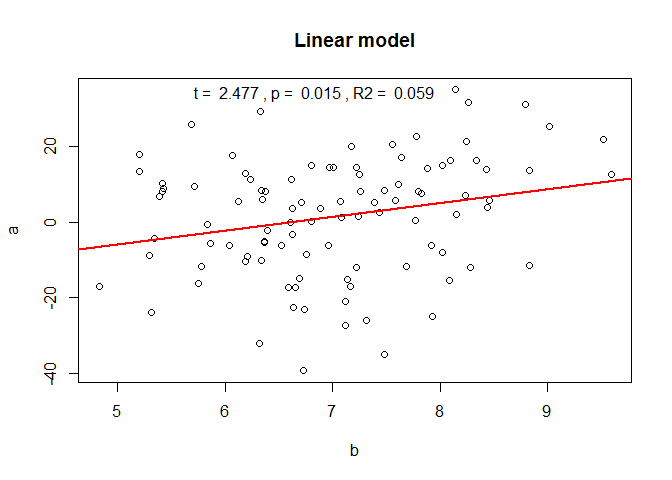 Linear model
t = 2.477 , p = 0.015 , R2 = 0.059
20
0
-20
-40
a
5 6 7 8 9
b